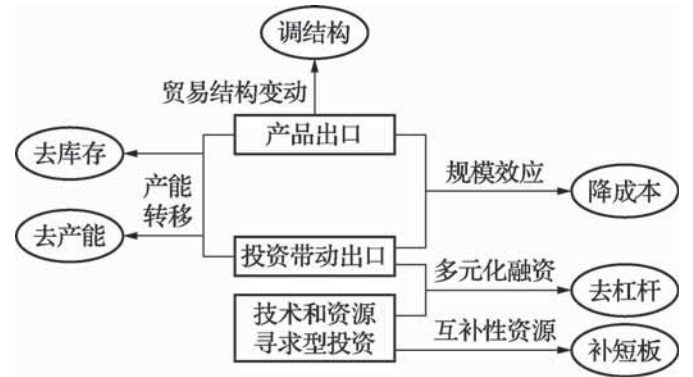 调结构
贸易结构变动
产品出口
去库存
规模效应
产能
转移
降成本
去产能
投资带动出口
多元化融资
去杠杆
技术和资源
寻求型投资
互补性资源
补短板